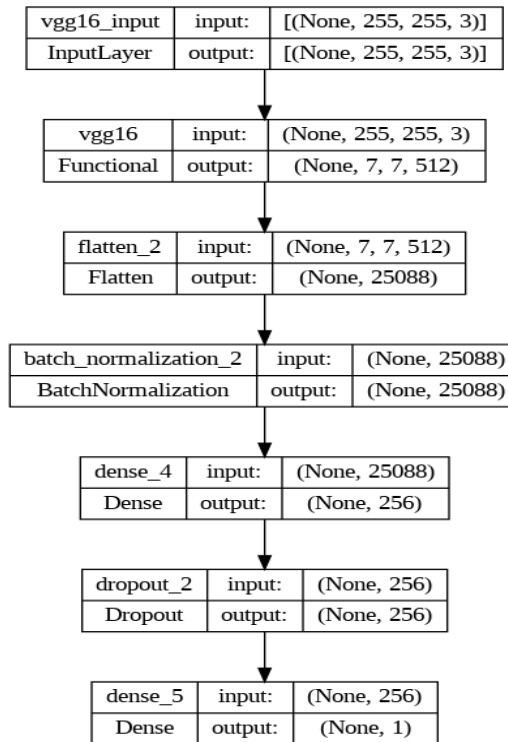 vgg16_input input: [(None, 255, 255, 3)]
InputLayer output: [(None, 255, 255, 3)]
vgg16 input: (None, 255, 255, 3)
Functional output: (None, 7, 7, 512)
flatten_2 input: (None, 7, 7, 512)
Flatten output: (None, 25088)
batch_normalization_2 input: (None, 25088)
BatchNormalization output: (None, 25088)
dense_4 input: (None, 25088)
Dense output: (None, 256)
dropout_2 input: (None, 256)
Dropout output: (None, 256)
dense_5 input: (None, 256)
Dense output: (None, 1)